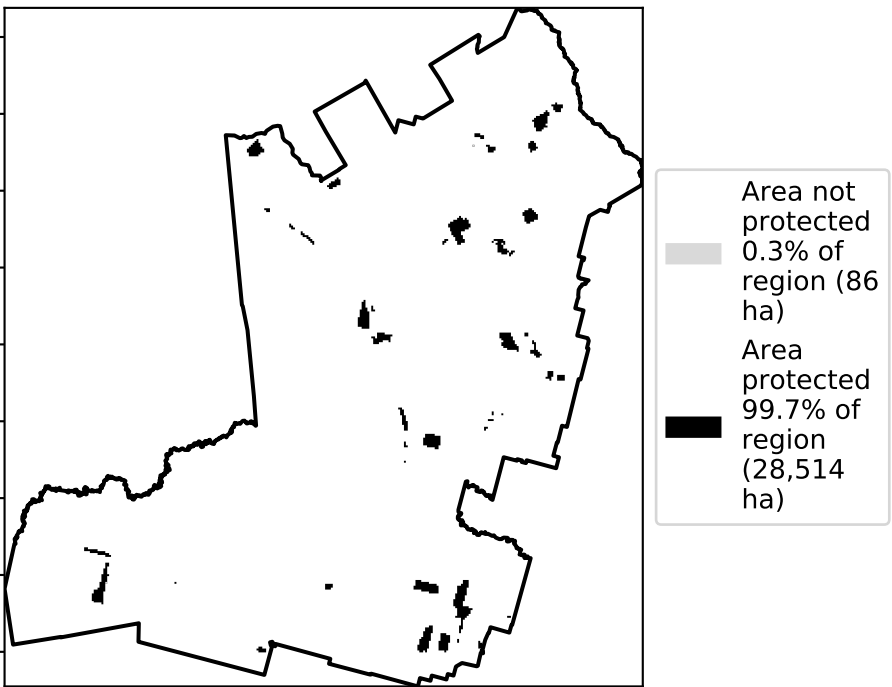 Area not
protected
0.3% of
region (86
ha)
Area
protected
99.7% of
region
(28,514
ha)